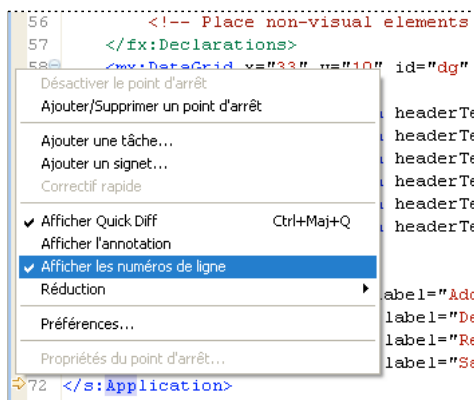 56 <!-- Place non-visual elements
57 </fx:Declarations>
58 <mx:DataGrid x="33" y="10" id="dg"
Désactiver le point d'arrêt
Ajouter/Supprimer un point d'arrêt
headerTe
headerTe
Ajouter une tâche...
headerTe
Ajouter un signet...
headerTe
Correctif rapide
headerTe
Afficher Quick Diff Ctrl+Maj+Q
headerTe
Afficher l'annotation
Afficher les numéros de ligne
Réduction
abel="Add
Préférences...
label="De
label="Re
Propriétés du point d'arrêt...
label="Sa
72 </s:Application>